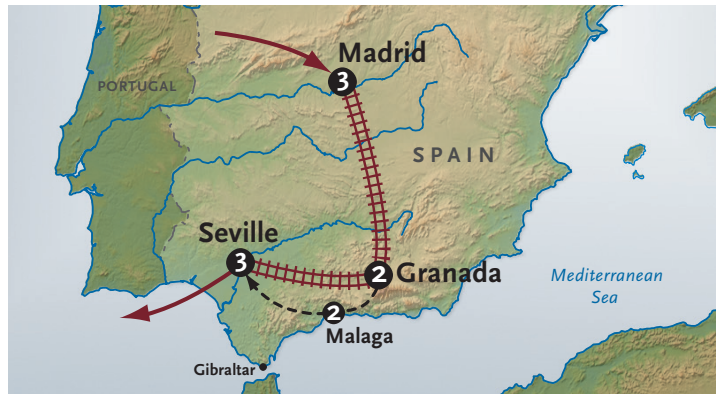 Madrid
3
PORTUGAL
SPAIN
Seville
3
2
Granada
Mediterranean
Sea
2
Malaga
Gibraltar